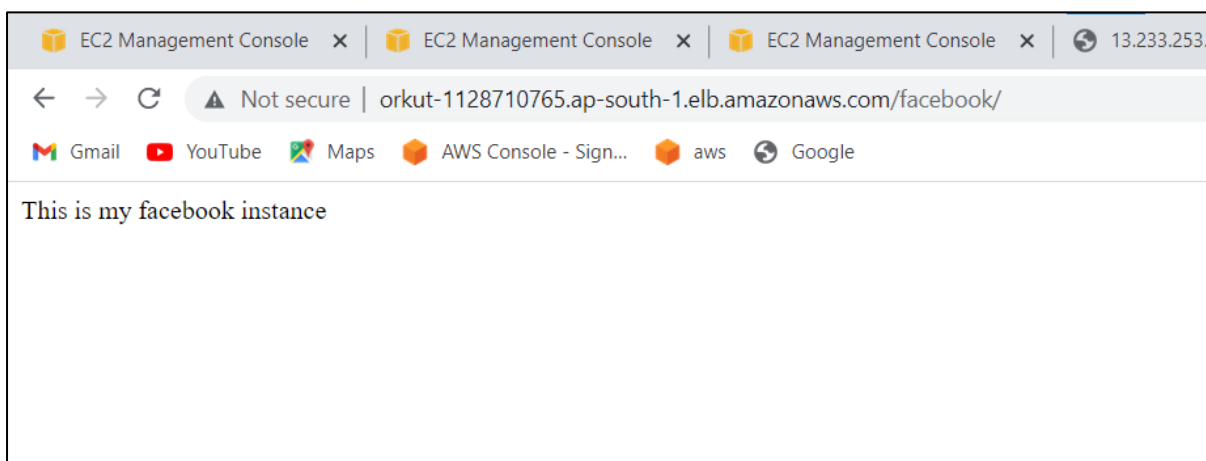 EC2 Management Console EC2 Management Console EC2 Management Console 13.233.253.
Not secure | orkut-1128710765.ap-south-1.elb.amazonaws.com/facebook/
Gmail YouTube Maps AWS Console - Sign... aws Google
This is my facebook instance